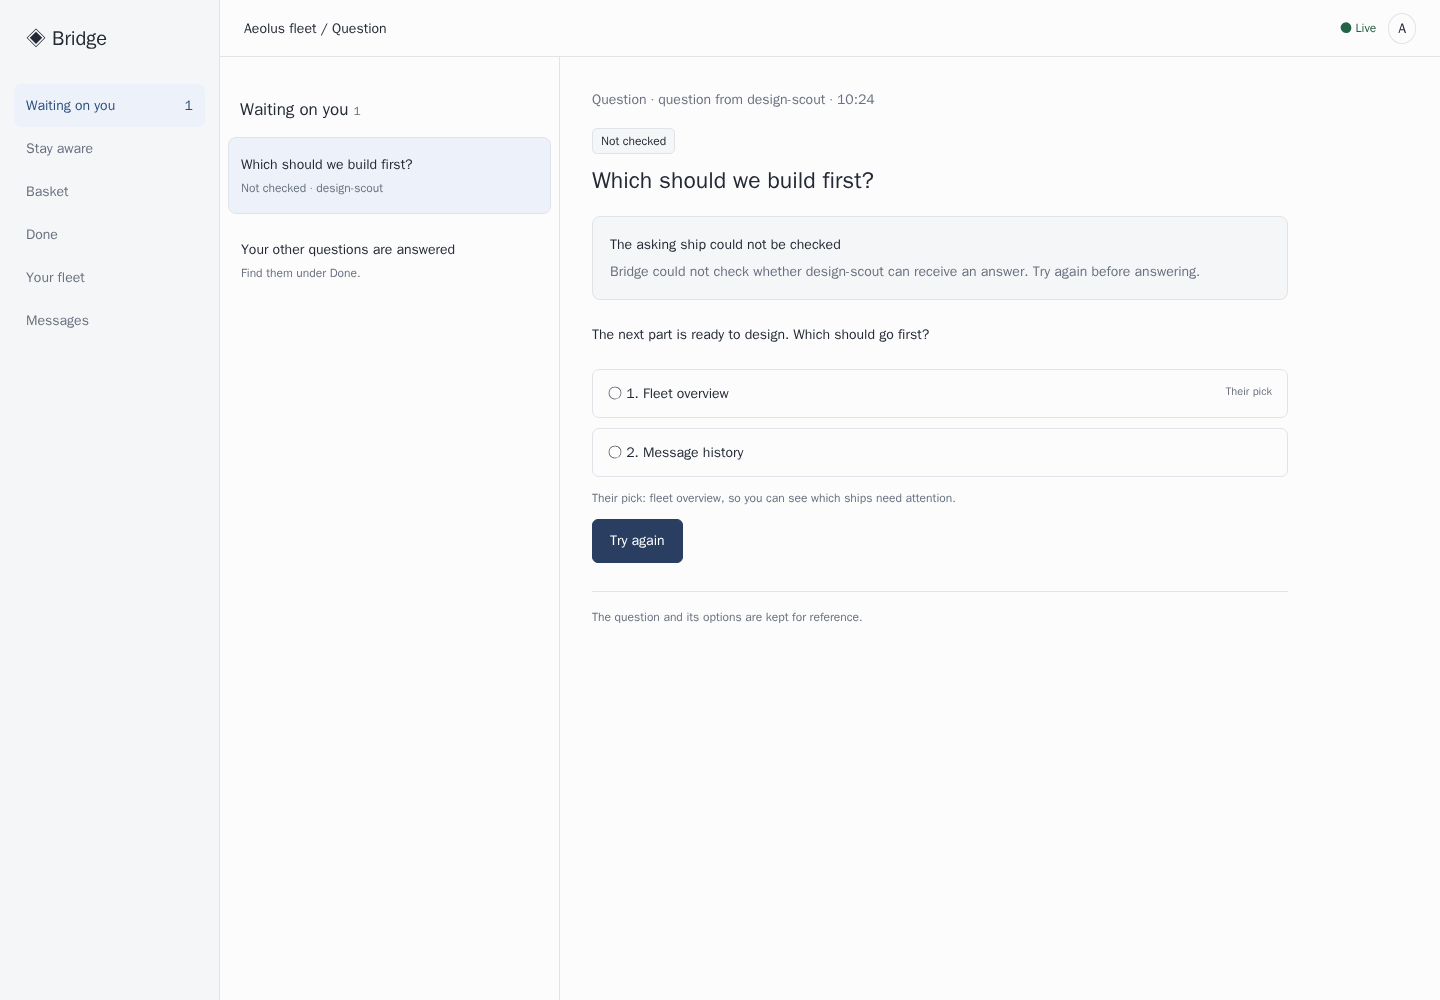 Bridge
Waiting on you 1
Stay aware
Basket
Done
Your fleet
Messages
Aeolus fleet / Question
Live
A
Waiting on you 1
Which should we build first?
Not checked · design-scout
Your other questions are answered
Find them under Done.
Question · question from design-scout · 10:24
Not checked
Which should we build first?
The asking ship could not be checked
Bridge could not check whether design-scout can receive an answer. Try again before answering.
The next part is ready to design. Which should go first?
1. Fleet overview
Their pick
2. Message history
Their pick: fleet overview, so you can see which ships need attention.
Try again
The question and its options are kept for reference.